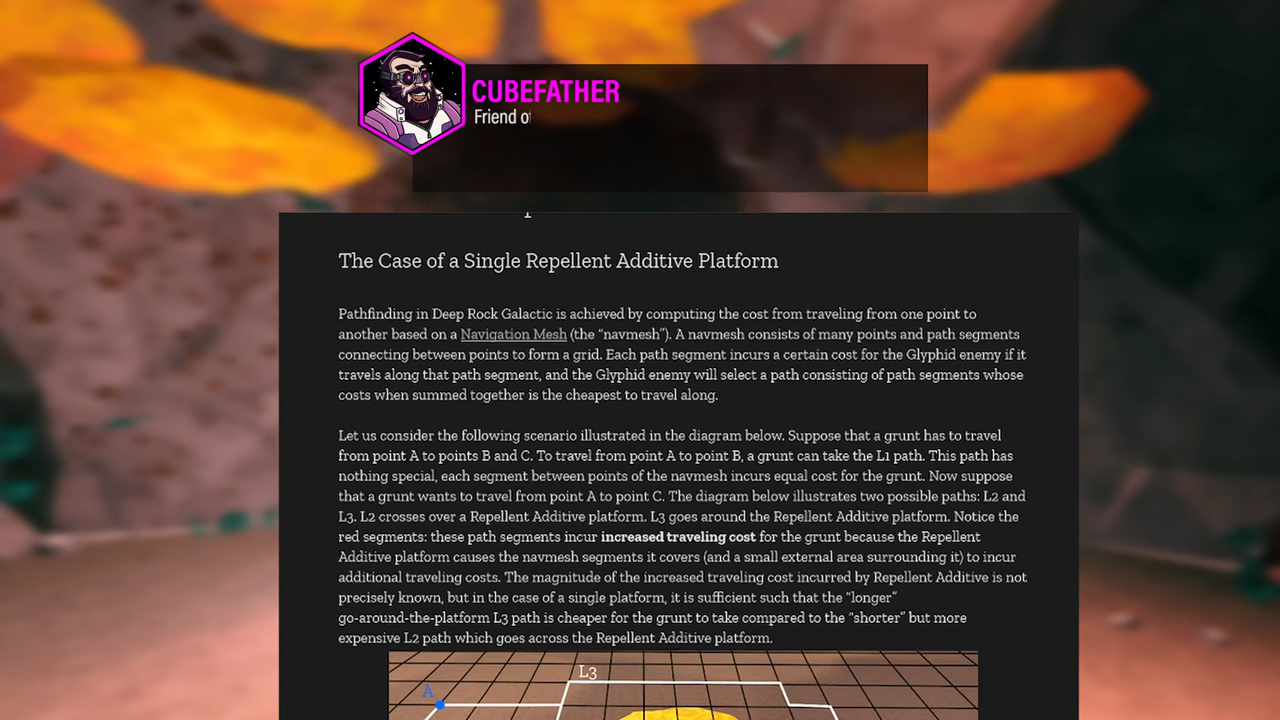 CUBEFATHER
Friend of
The Case of a Single Repellent Additive Platform
Pathfinding in Deep Rock Galactic is achieved by computing the cost from traveling from one point to
another based on a Navigation Mesh (the “navmesh”). A navmesh consists of many points and path segments
connecting between points to form a grid. Each path segment incurs a certain cost for the Glyphid enemy if it
travels along that path segment, and the Glyphid enemy will select a path consisting of path segments whose
costs when summed together is the cheapest to travel along.
Let us consider the following scenario illustrated in the diagram below. Suppose that a grunt has to travel
from point A to points B and C. To travel from point A to point B, a grunt can take the L1 path. This path has
nothing special, each segment between points of the navmesh incurs equal cost for the grunt. Now suppose
that a grunt wants to travel from point A to point C. The diagram below illustrates two possible paths: L2 and
L3. L2 crosses over a Repellent Additive platform. L3 goes around the Repellent Additive platform. Notice the
red segments: these path segments incur increased traveling cost for the grunt because the Repellent
Additive platform causes the navmesh segments it covers (and a small external area surrounding it) to incur
additional traveling costs. The magnitude of the increased traveling cost incurred by Repellent Additive is not
precisely known, but in the case of a single platform, it is sufficient such that the “longer”
go-around-the-platform L3 path is cheaper for the grunt to take compared to the “shorter” but more
expensive L2 path which goes across the Repellent Additive platform.
L3
A